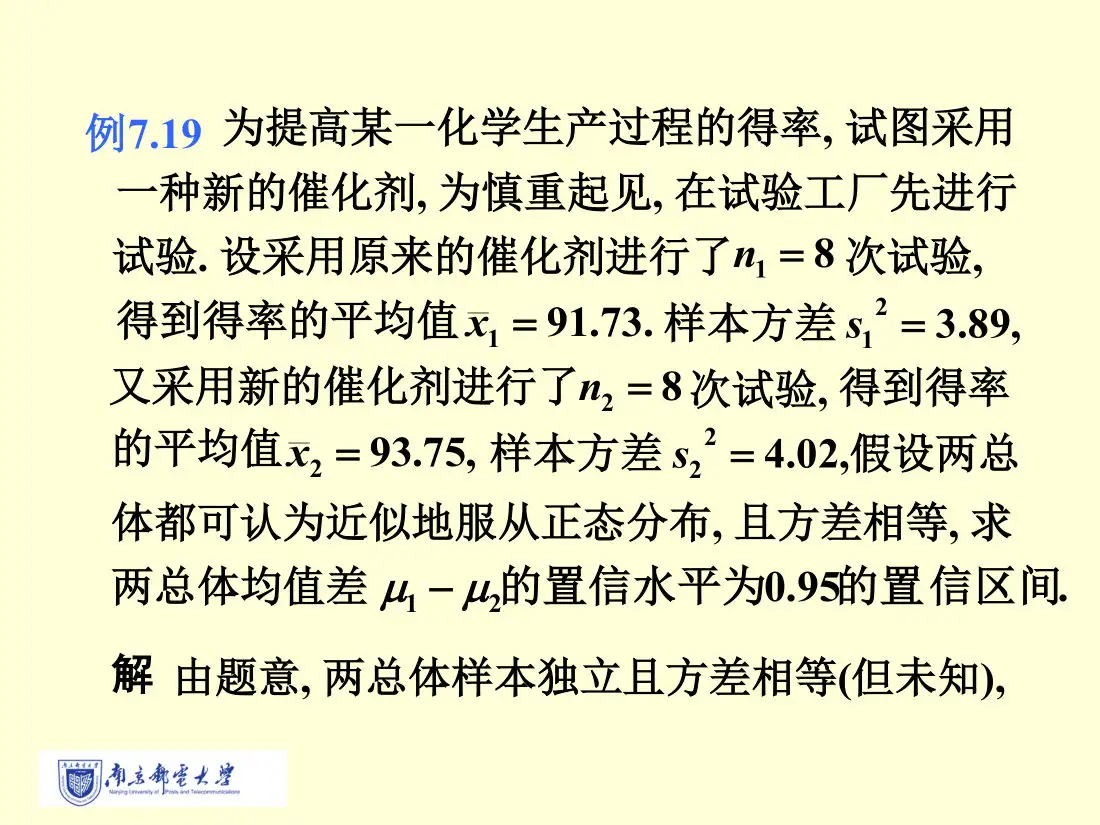 例7.19 为提高某一化学生产过程的得率, 试图采用
一种新的催化剂, 为慎重起见, 在试验工厂先进行
试验. 设采用原来的催化剂进行了n₁ = 8 次试验,
得到得率的平均值 x̄₁ = 91.73. 样本方差 s₁² = 3.89,
又采用新的催化剂进行了n₂ = 8 次试验, 得到得率
的平均值 x̄₂ = 93.75, 样本方差 s₂² = 4.02,假设两总
体都可认为近似地服从正态分布, 且方差相等, 求
两总体均值差 μ₁ − μ₂的置信水平为0.95的置信区间.
解 由题意, 两总体样本独立且方差相等(但未知),
南京邮电大学
Nanjing University of Posts and Telecommunications